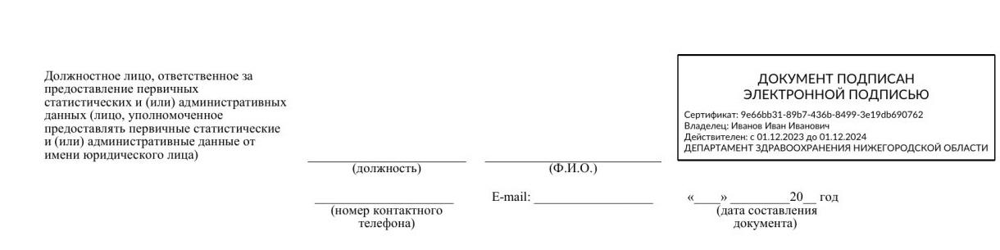 Должностное лицо, ответственное за
предоставление первичных
статистических и (или) административных
данных (лицо, уполномоченное
предоставлять первичные статистические
и (или) административные данные от
имени юридического лица)
ДОКУМЕНТ ПОДПИСАН
ЭЛЕКТРОННОЙ ПОДПИСЬЮ
Сертификат: 9e66bb31-89b7-436b-8499-3e19db690762
Владелец: Иванов Иван Иванович
Действителен: с 01.12.2023 до 01.12.2024
ДЕПАРТАМЕНТ ЗДРАВООХРАНЕНИЯ НИЖЕГОРОДСКОЙ ОБЛАСТИ
(должность)
(Ф.И.О.)
E-mail: __________________
«____» _________20__ год
(номер контактного
телефона)
(дата составления
документа)